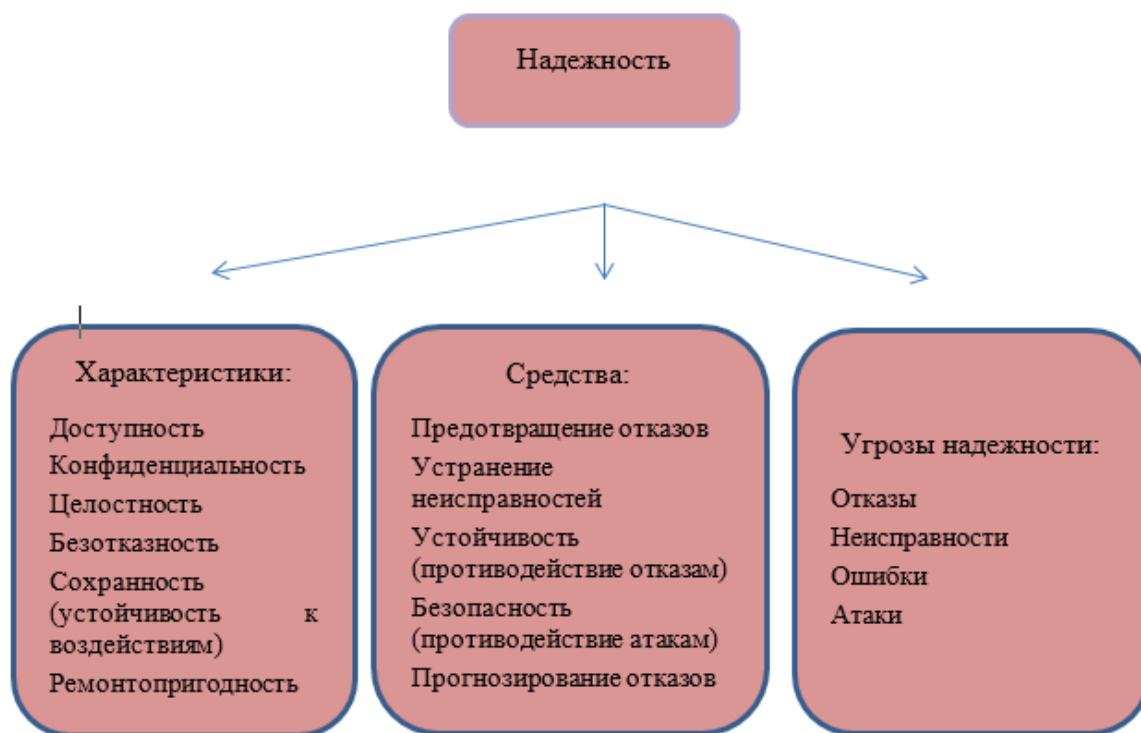 Надежность
Характеристики:
Доступность
Конфиденциальность
Целостность
Безотказность
Сохранность
(устойчивость к
воздействиям)
Ремонтопригодность
Средства:
Предотвращение отказов
Устранение
неисправностей
Устойчивость
(противодействие отказам)
Безопасность
(противодействие атакам)
Прогнозирование отказов
Угрозы надежности:
Отказы
Неисправности
Ошибки
Атаки